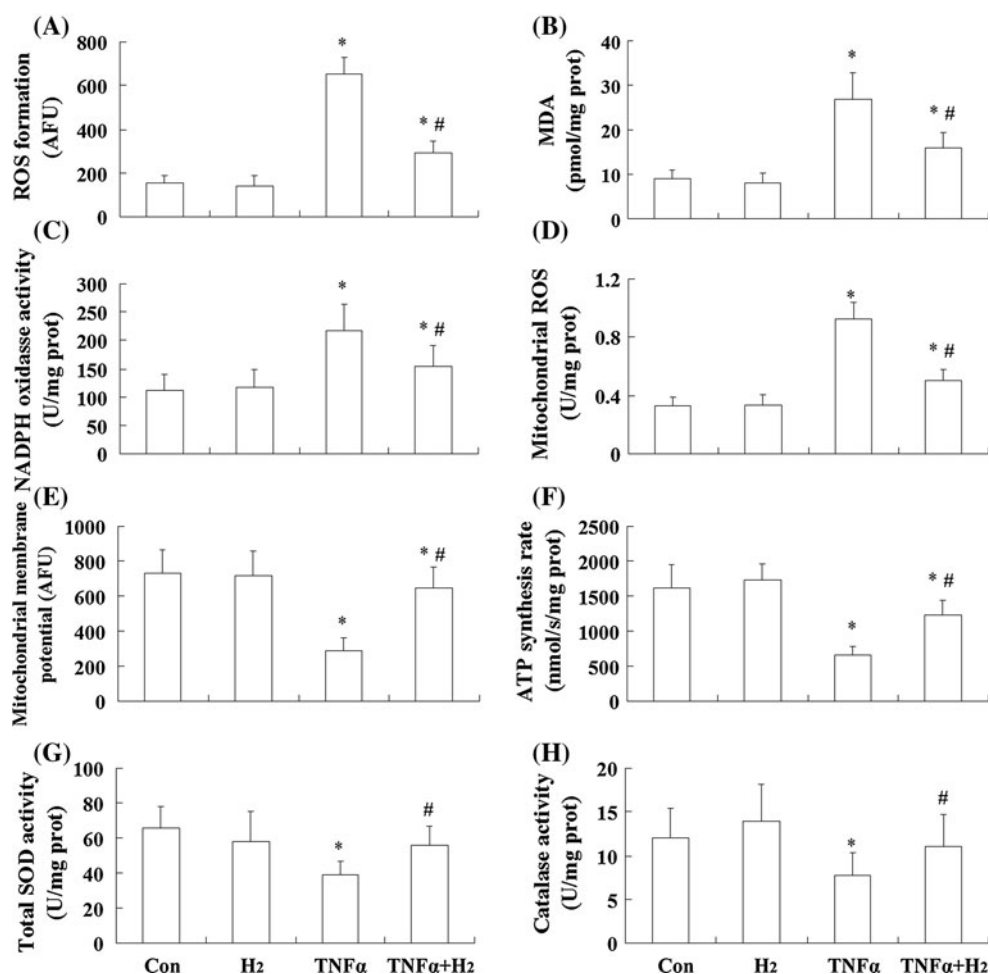 (A)
ROS formation
(AFU)
800
600
400
200
0
*
* #
(B)
MDA
(pmol/mg prot)
40
30
20
10
0
*
* #
(C)
NADPH oxidasse activity
(U/mg prot)
300
250
200
150
100
50
0
*
* #
(D)
Mitochondrial ROS
(U/mg prot)
1.2
0.8
0.4
0
*
* #
(E)
Mitochondrial membrane
potential (AFU)
1000
800
600
400
200
0
*
* #
(F)
ATP synthesis rate
(nmol/s/mg prot)
2500
2000
1500
1000
500
0
*
* #
(G)
Total SOD activity
(U/mg prot)
100
80
60
40
20
0
*
#
Con H2 TNFα TNFα+H2
(H)
Catalase activity
(U/mg prot)
20
15
10
5
0
*
#
Con H2 TNFα TNFα+H2